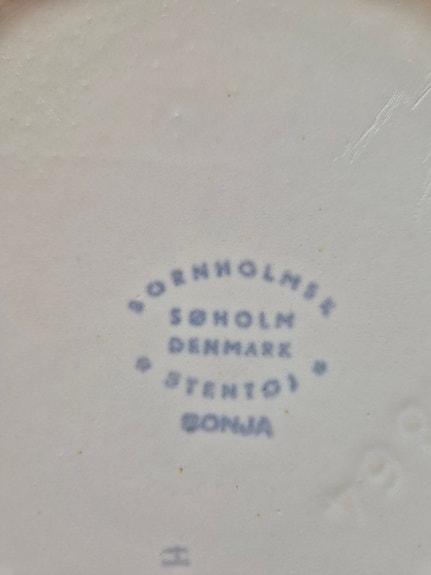 BORNHOLMSK
SØHOLM
DENMARK
STENTØJ
SONJA
H